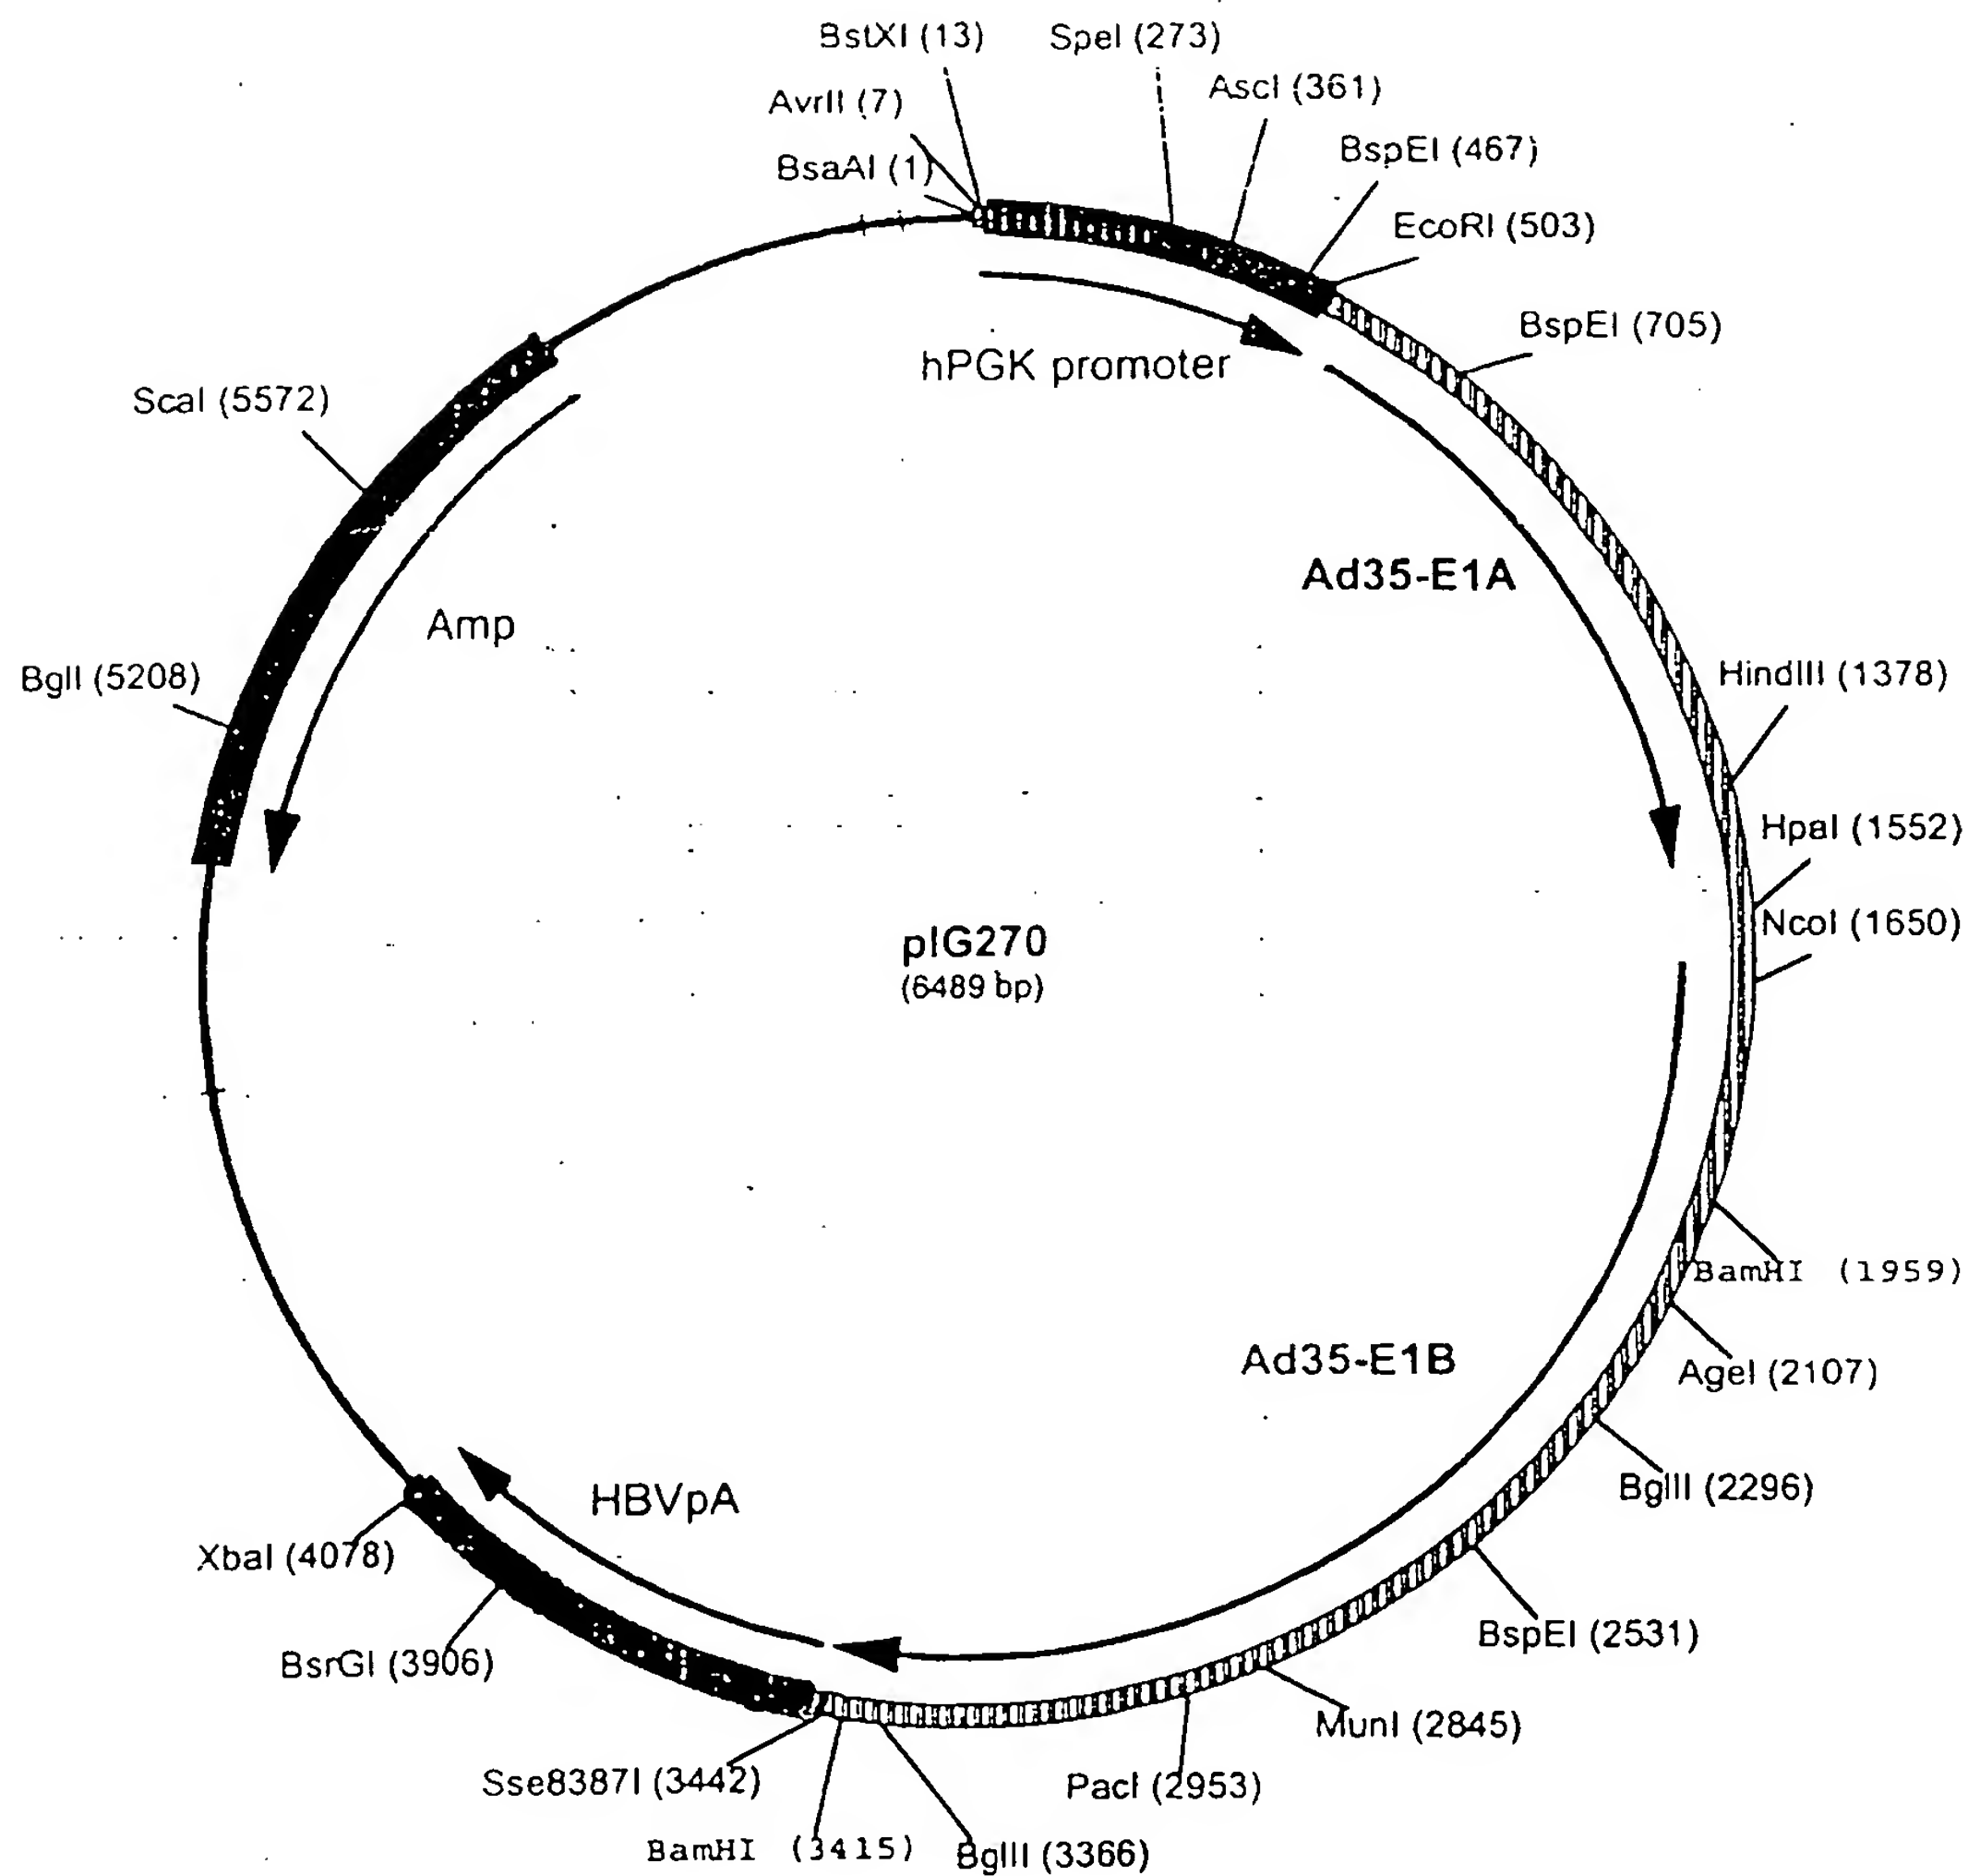 BstXI (13)
SpeI (273)
AscI (361)
AvrII (7)
BspEI (467)
BsaAI (1)
EcoRI (503)
BspEI (705)
hPGK promoter
ScaI (5572)
Ad35-E1A
Amp
BglI (5208)
HindIII (1378)
HpaI (1552)
NcoI (1650)
pIG270
(6489 bp)
BamHI (1959)
Ad35-E1B
AgeI (2107)
BglII (2296)
HBVpA
XbaI (4078)
BspEI (2531)
BsrGI (3906)
MunI (2845)
Sse8387I (3442)
PacI (2953)
BamHI (3415)
BglII (3366)